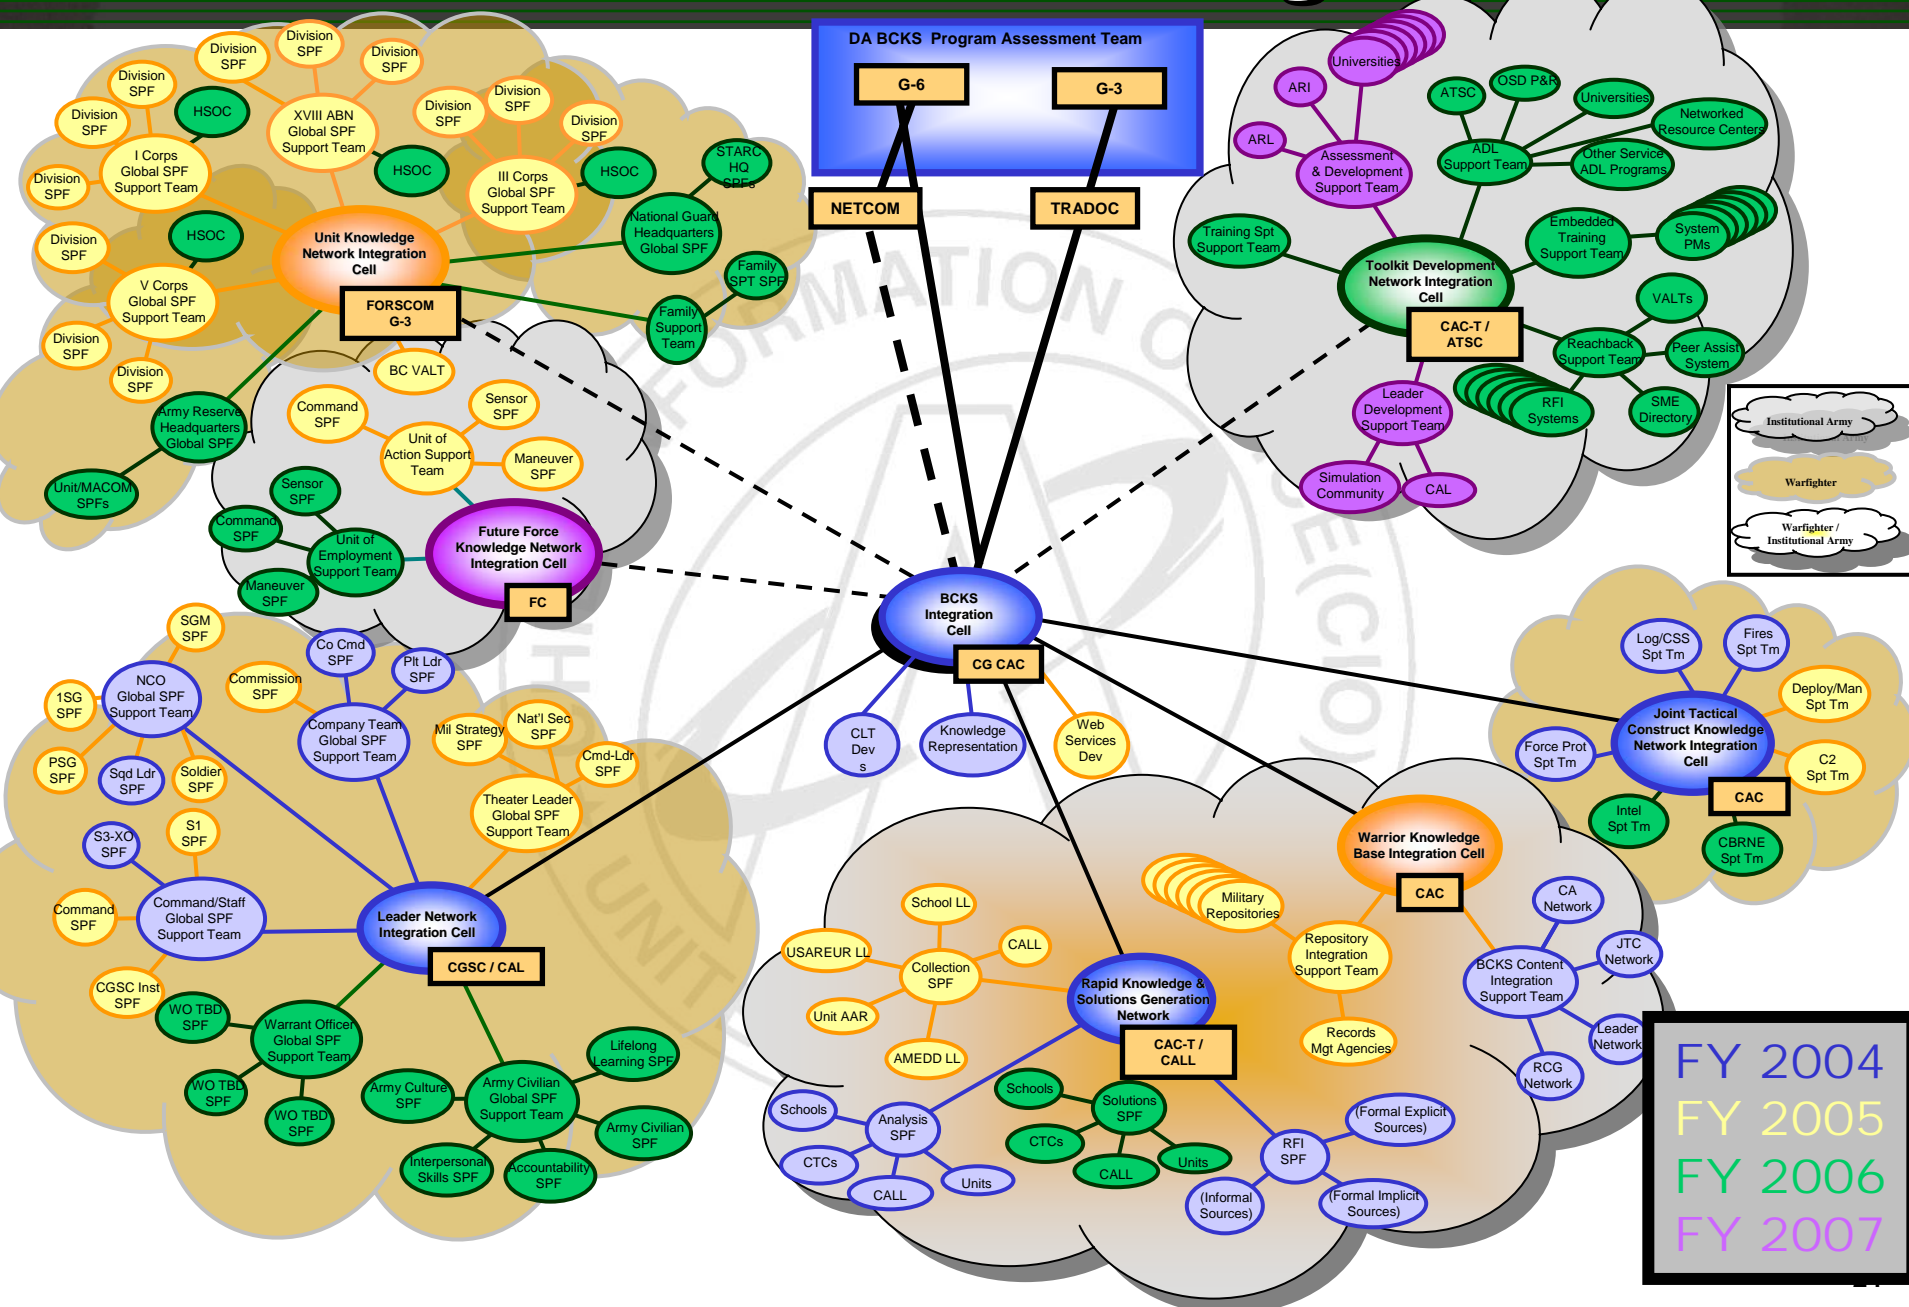 DA BCKS Program Assessment Team
G-6
G-3
NETCOM
TRADOC
Division
SPF
Division
SPF
Division
SPF
Division
SPF
Division
SPF
Division
SPF
Division
SPF
Division
SPF
Division
SPF
Division
SPF
Division
SPF
Division
SPF
HSOC
HSOC
HSOC
HSOC
XVIII ABN
Global SPF
Support Team
I Corps
Global SPF
Support Team
III Corps
Global SPF
Support Team
V Corps
Global SPF
Support Team
STARC
HQ
SPFs
National Guard
Headquarters
Global SPF
Family
SPT SPF
Family
Support
Team
Unit Knowledge
Network Integration
Cell
FORSCOM
G-3
BC VALT
Army Reserve
Headquarters
Global SPF
Unit/MACOM
SPFs
Command
SPF
Sensor
SPF
Unit of
Action Support
Team
Maneuver
SPF
Sensor
SPF
Command
SPF
Unit of
Employment
Support Team
Maneuver
SPF
Future Force
Knowledge Network
Integration Cell
FC
Universities
ARI
ARL
Assessment
& Development
Support Team
ATSC
OSD P&R
Universities
Networked
Resource Centers
ADL
Support Team
Other Service
ADL Programs
Training Spt
Support Team
Embedded
Training
Support Team
System
PMs
Toolkit Development
Network Integration
Cell
CAC-T /
ATSC
VALTs
Reachback
Support Team
Peer Assist
System
RFI
Systems
SME
Directory
Leader
Development
Support Team
Simulation
Community
CAL
Institutional Army
Institutional Army
Warfighter
Warfighter /
Institutional Army
BCKS
Integration
Cell
CG CAC
CLT
Dev
s
Knowledge
Representation
Web
Services
Dev
SGM
SPF
NCO
Global SPF
Support Team
1SG
SPF
PSG
SPF
Sqd Ldr
SPF
Soldier
SPF
Commission
SPF
Co Cmd
SPF
Plt Ldr
SPF
Company Team
Global SPF
Support Team
Mil Strategy
SPF
Nat'l Sec
SPF
Cmd-Ldr
SPF
Theater Leader
Global SPF
Support Team
S3-XO
SPF
S1
SPF
Command
SPF
Command/Staff
Global SPF
Support Team
CGSC Inst
SPF
Leader Network
Integration Cell
CGSC / CAL
WO TBD
SPF
Warrant Officer
Global SPF
Support Team
WO TBD
SPF
WO TBD
SPF
Army Culture
SPF
Army Civilian
Global SPF
Support Team
Lifelong
Learning SPF
Army Civilian
SPF
Interpersonal
Skills SPF
Accountability
SPF
Log/CSS
Spt Tm
Fires
Spt Tm
Deploy/Man
Spt Tm
Joint Tactical
Construct Knowledge
Network Integration
Cell
CAC
Force Prot
Spt Tm
C2
Spt Tm
Intel
Spt Tm
CBRNE
Spt Tm
Warrior Knowledge
Base Integration Cell
CAC
Military
Repositories
Repository
Integration
Support Team
Records
Mgt Agencies
CA
Network
JTC
Network
BCKS Content
Integration
Support Team
Leader
Network
RCG
Network
School LL
USAREUR LL
CALL
Collection
SPF
Unit AAR
AMEDD LL
Rapid Knowledge &
Solutions Generation
Network
CAC-T /
CALL
Schools
Analysis
SPF
CTCs
CALL
Units
Schools
Solutions
SPF
CTCs
CALL
Units
RFI
SPF
(Formal Explicit
Sources)
(Informal
Sources)
(Formal Implicit
Sources)
FY 2004
FY 2005
FY 2006
FY 2007